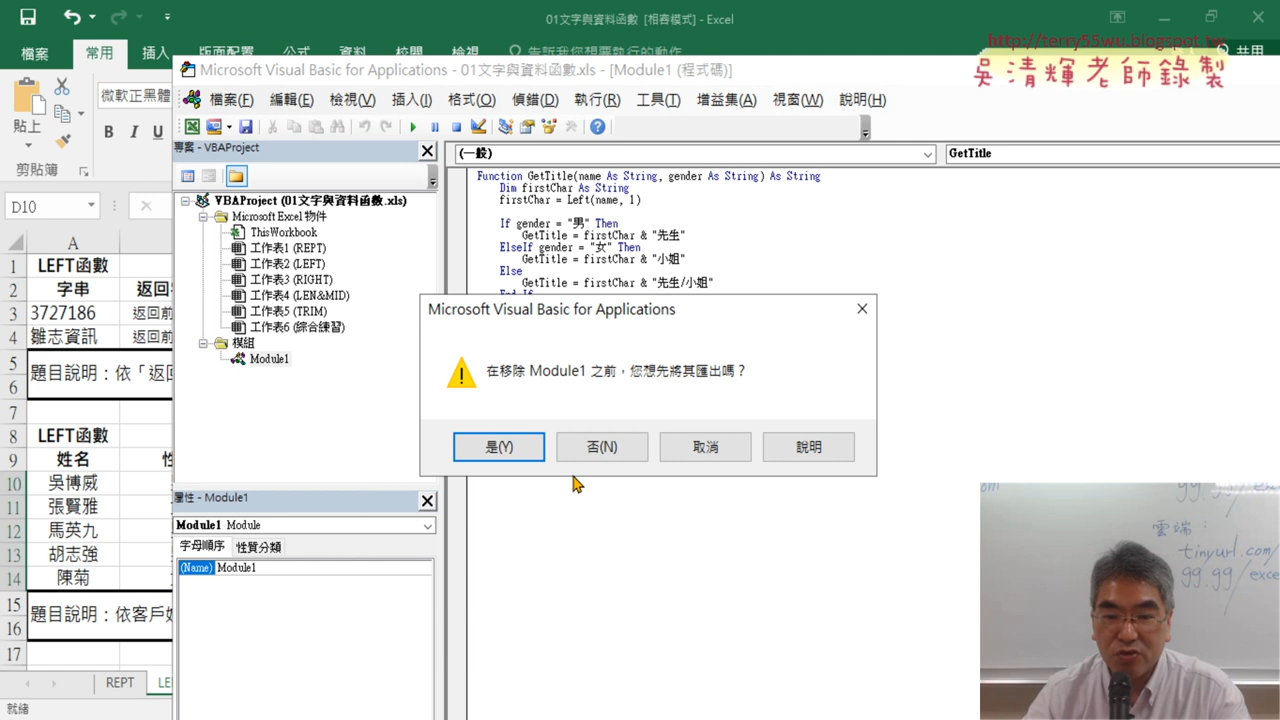 01文字與資料函數 [相容模式] - Excel
http://terry55wu.blogspot.tw
吳清輝老師錄製
檔案 常用 插入 版面配置 公式 資料 校閱 檢視 告訴我您想要執行的動作 共用
貼上
微軟正黑體
B I U
剪貼簿
D10
A
1 LEFT函數
2 字串
3 3727186 返回前
4 雛志資訊 返回前
5 題目說明：依「返回
6
7
8 LEFT函數
9 姓名
10 吳博威
11 張賢雅
12 馬英九
13 胡志強
14 陳菊
15 題目說明：依客戶姓
16
17
REPT LE
就緒
Microsoft Visual Basic for Applications - 01文字與資料函數.xls - [Module1 (程式碼)]
檔案(F) 編輯(E) 檢視(V) 插入(I) 格式(O) 偵錯(D) 執行(R) 工具(T) 增益集(A) 視窗(W) 說明(H)
專案 - VBAProject
VBAProject (01文字與資料函數.xls)
Microsoft Excel 物件
ThisWorkbook
工作表1 (REPT)
工作表2 (LEFT)
工作表3 (RIGHT)
工作表4 (LEN&MID)
工作表5 (TRIM)
工作表6 (綜合練習)
模組
Module1
屬性 - Module1
Module1 Module
字母順序 性質分類
(Name) Module1
(一般) GetTitle
Function GetTitle(name As String, gender As String) As String
Dim firstChar As String
firstChar = Left(name, 1)
If gender = "男" Then
GetTitle = firstChar & "先生"
ElseIf gender = "女" Then
GetTitle = firstChar & "小姐"
Else
GetTitle = firstChar & "先生/小姐"
End If
Microsoft Visual Basic for Applications
在移除 Module1 之前，您想先將其匯出嗎？
是(Y) 否(N) 取消 說明
雲端：
tinyurl.com/
gg.gg/exce